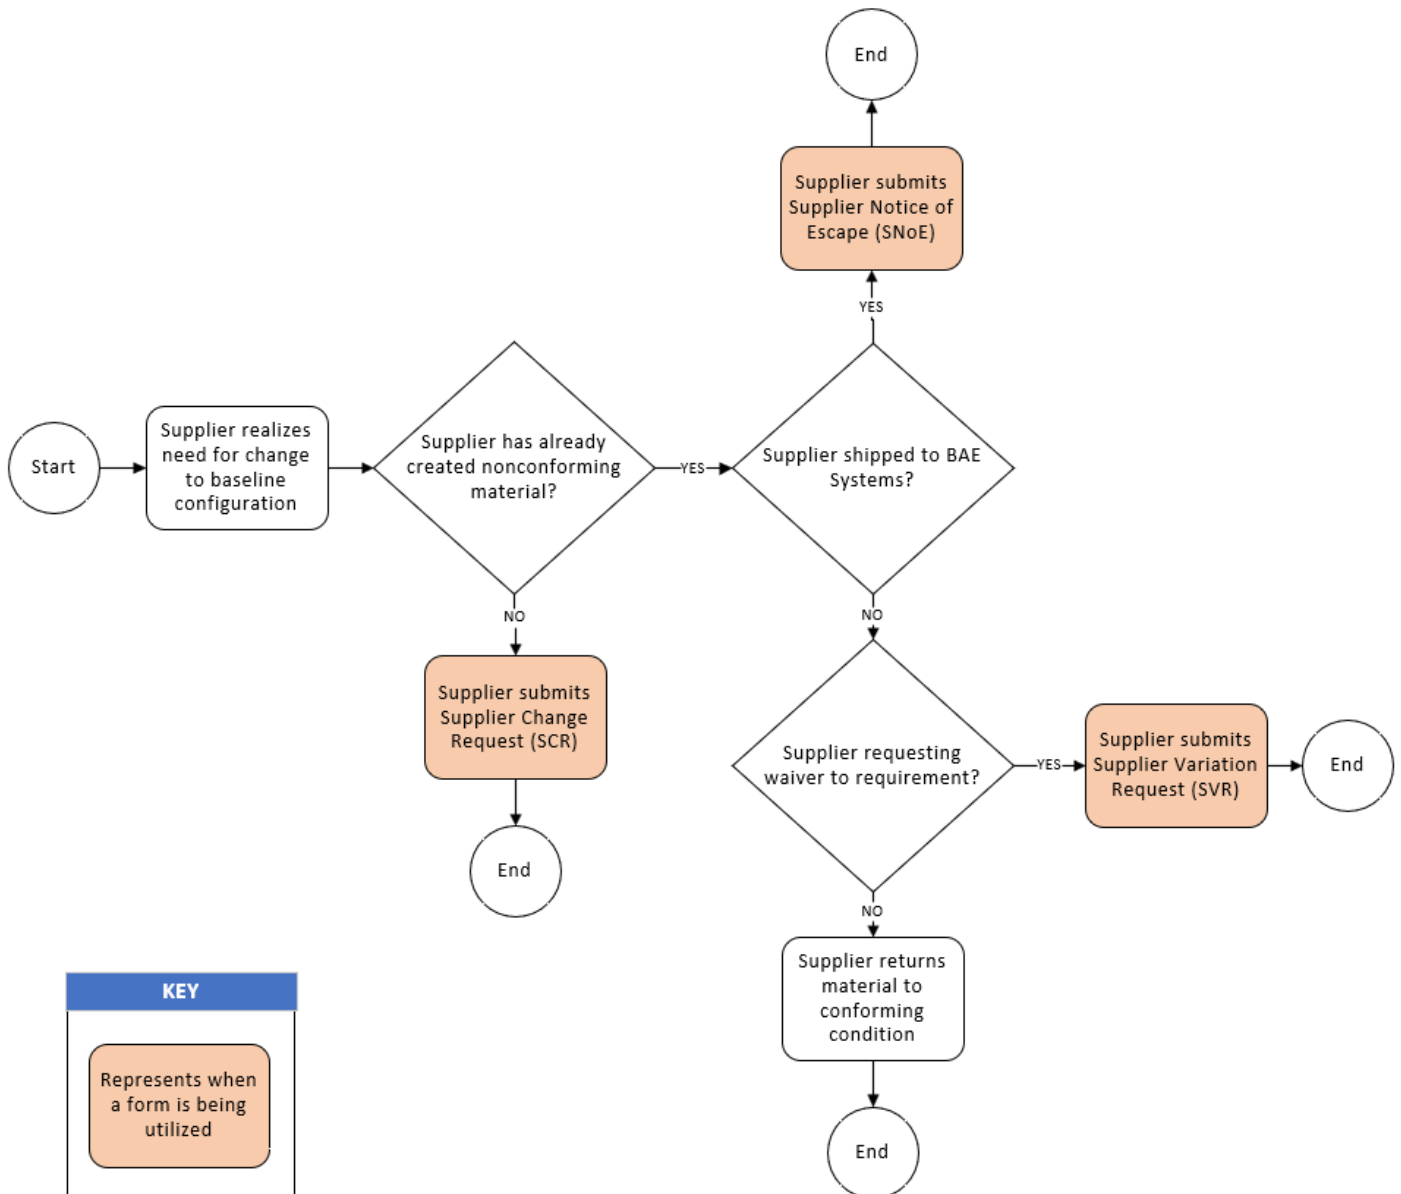 End
Supplier submits
Supplier Notice of
Escape (SNoE)
YES
Start
Supplier realizes
need for change
to baseline
configuration
Supplier has already
created nonconforming
material?
YES
Supplier shipped to BAE
Systems?
NO
Supplier submits
Supplier Change
Request (SCR)
End
NO
Supplier requesting
waiver to requirement?
YES
Supplier submits
Supplier Variation
Request (SVR)
End
NO
Supplier returns
material to
conforming
condition
End
KEY
Represents when
a form is being
utilized